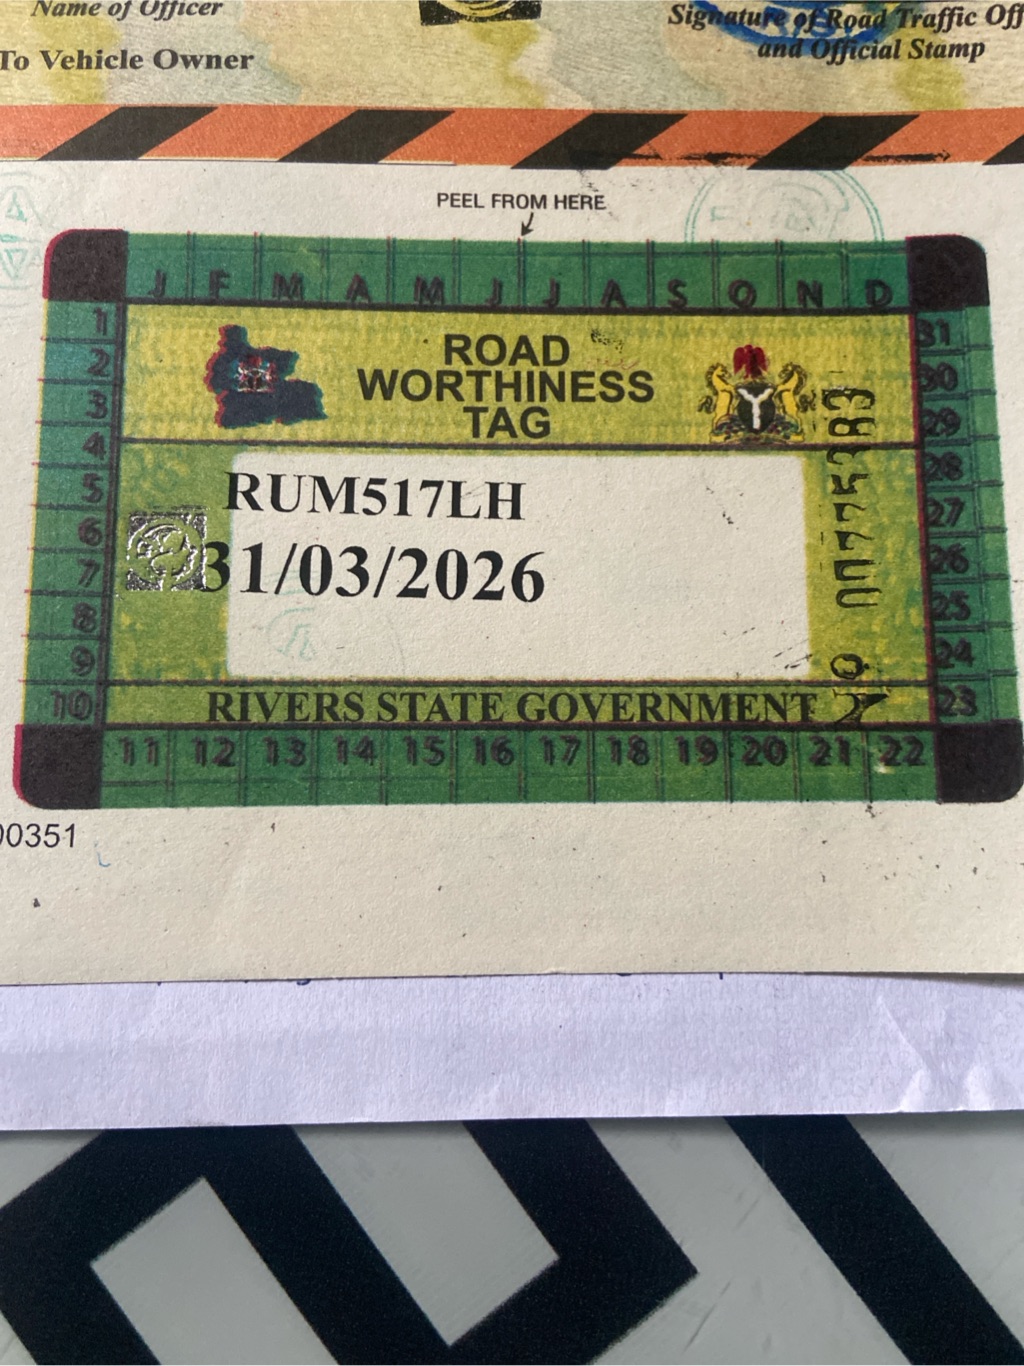 Name of Officer
Signature of Road Traffic Off
To Vehicle Owner
and Official Stamp
PEEL FROM HERE
J F M A M J J A S O N D
1 31
2 30
3 29
4 28
5 27
6 26
7 25
8 24
9 23
10
ROAD
WORTHINESS
TAG
RUM517LH
31/03/2026
RIVERS STATE GOVERNMENT
11 12 13 14 15 16 17 18 19 20 21 22
00351